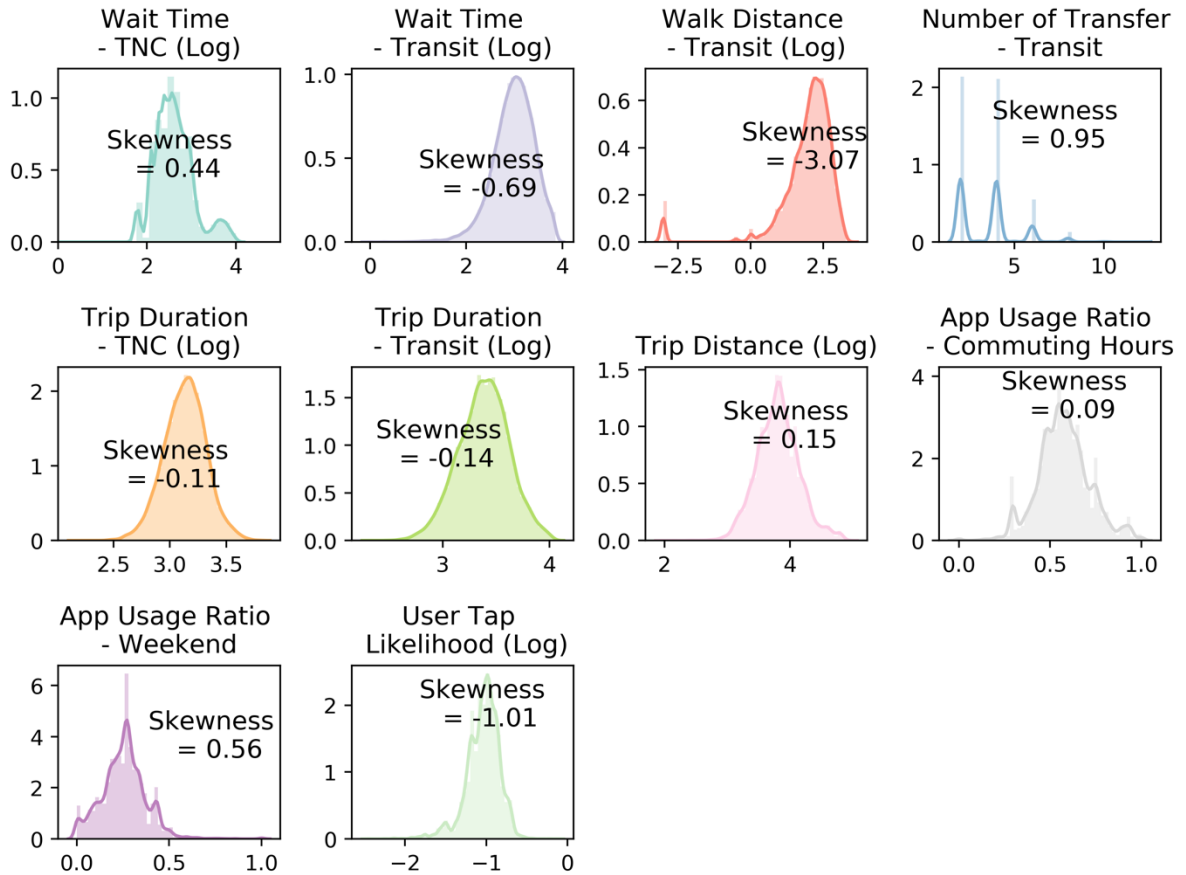 Wait Time
- TNC (Log)
1.0
0.5
0.0
0
2
4
Skewness
= 0.44
Wait Time
- Transit (Log)
1.0
0.5
0.0
0
2
4
Skewness
= -0.69
Walk Distance
- Transit (Log)
0.6
0.4
0.2
0.0
−2.5
0.0
2.5
Skewness
= -3.07
Number of Transfer
- Transit
2
1
0
5
10
Skewness
= 0.95
Trip Duration
- TNC (Log)
2
1
0
2.5
3.0
3.5
Skewness
= -0.11
Trip Duration
- Transit (Log)
1.5
1.0
0.5
0.0
3
4
Skewness
= -0.14
Trip Distance (Log)
1.5
1.0
0.5
0.0
2
4
Skewness
= 0.15
App Usage Ratio
- Commuting Hours
4
2
0
0.0
0.5
1.0
Skewness
= 0.09
App Usage Ratio
- Weekend
6
4
2
0
0.0
0.5
1.0
Skewness
= 0.56
User Tap
Likelihood (Log)
2
1
0
−2
−1
0
Skewness
= -1.01